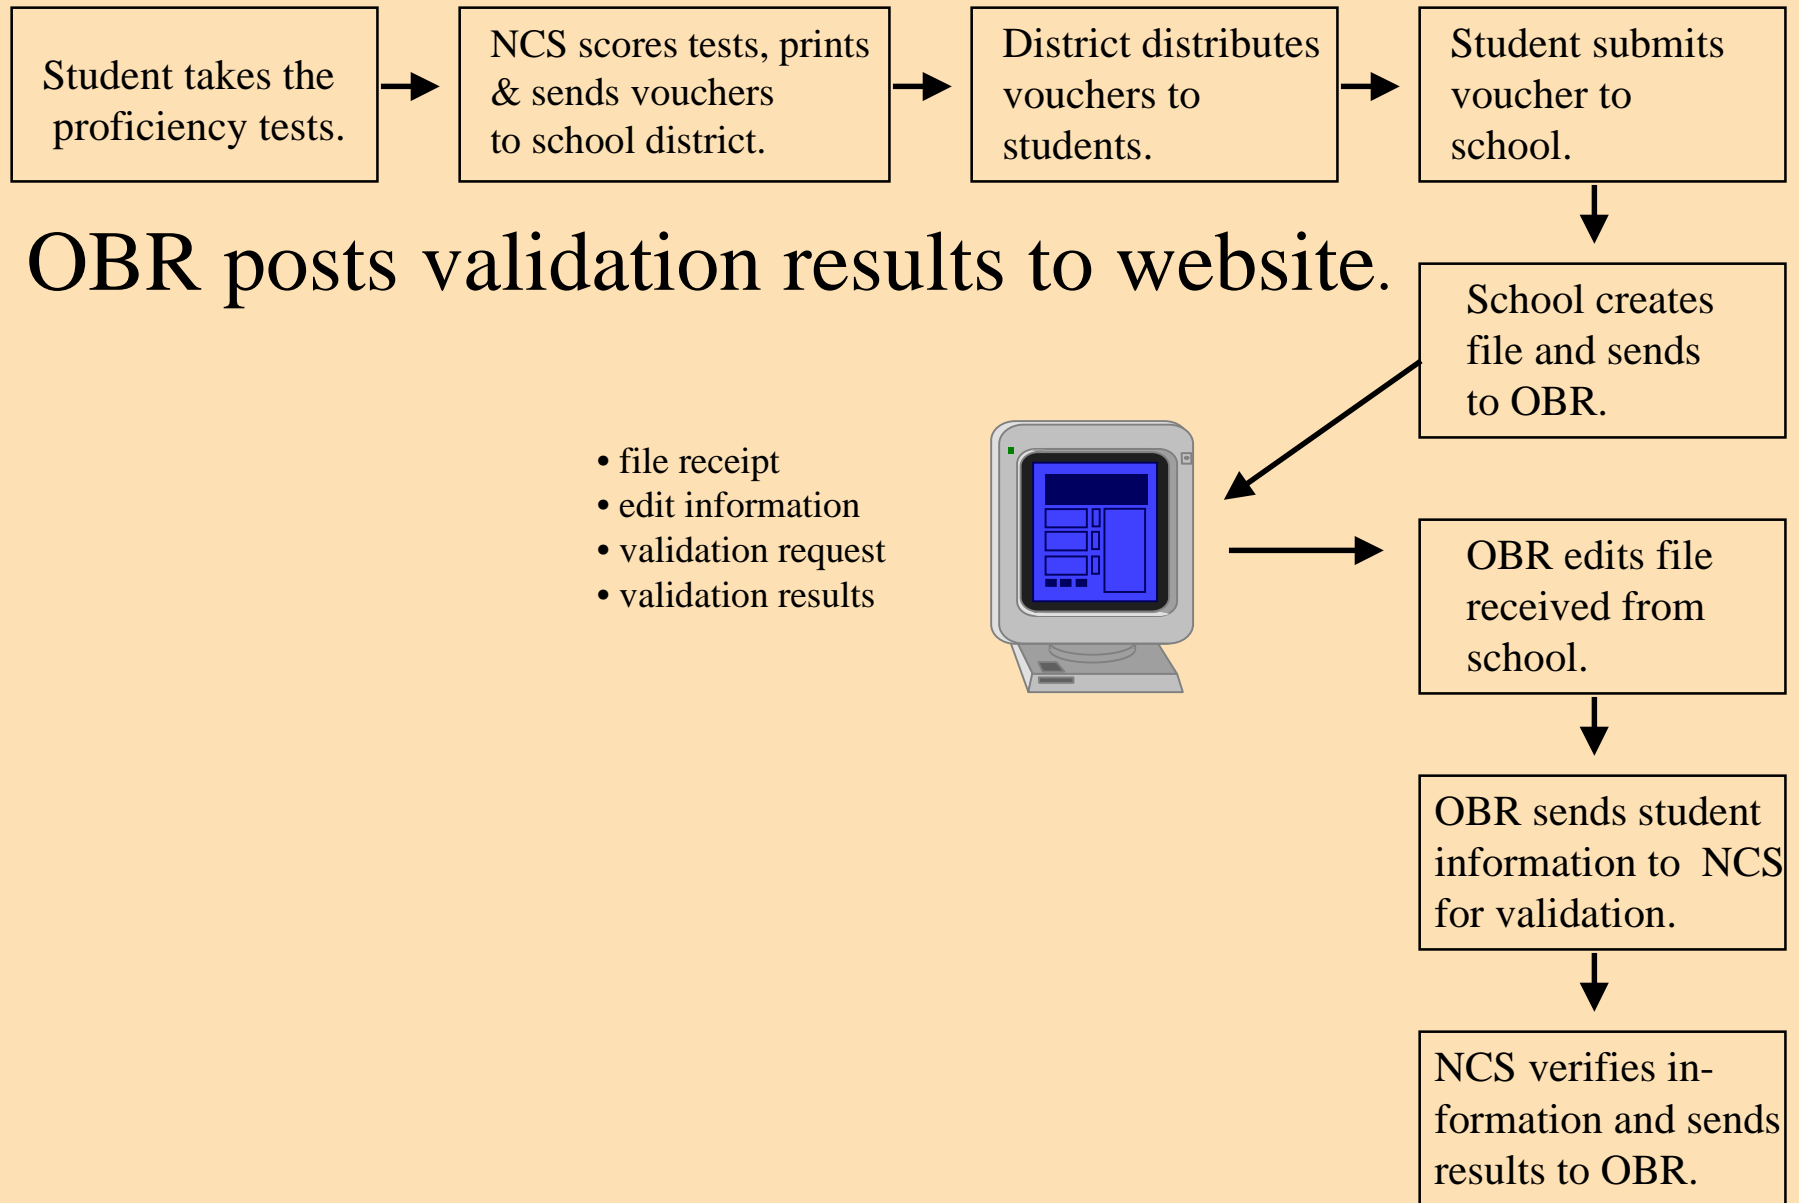 Student takes the
proficiency tests.
NCS scores tests, prints
& sends vouchers
to school district.
District distributes
vouchers to
students.
Student submits
voucher to
school.
OBR posts validation results to website.
School creates
file and sends
to OBR.
• file receipt
• edit information
• validation request
• validation results
OBR edits file
received from
school.
OBR sends student
information to NCS
for validation.
NCS verifies in-
formation and sends
results to OBR.